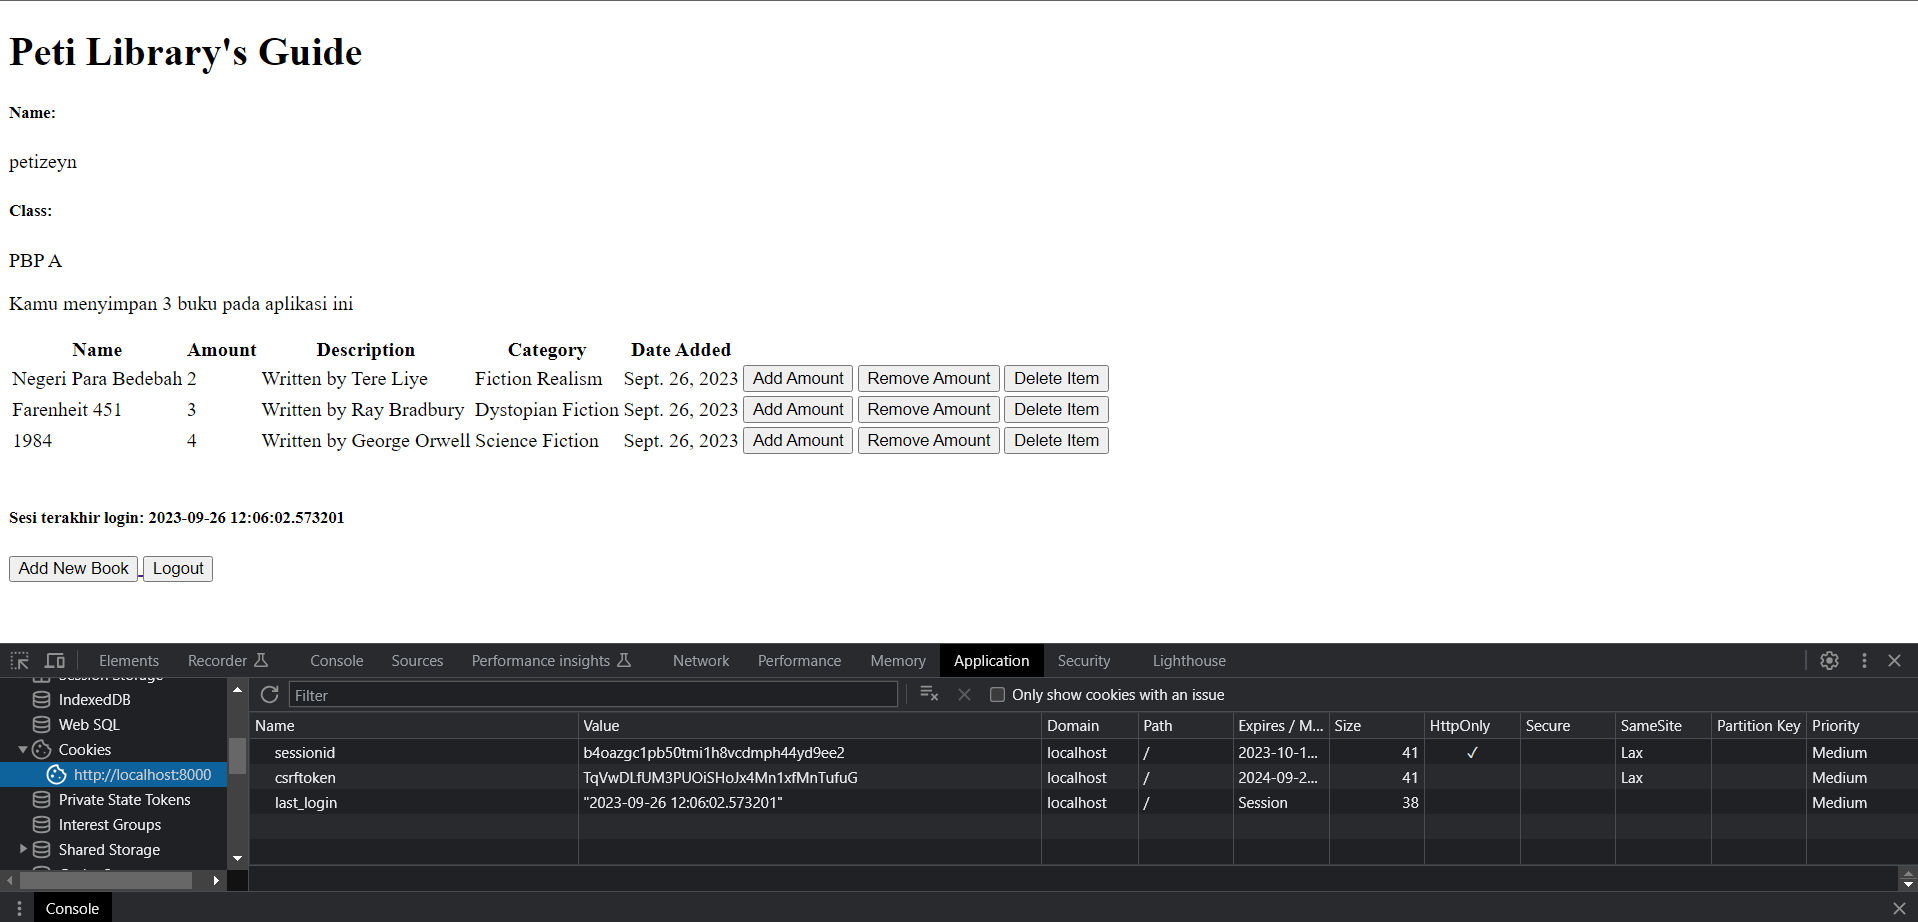 Peti Library's Guide
Name:
petizeyn
Class:
PBP A
Kamu menyimpan 3 buku pada aplikasi ini
Name Amount Description Category Date Added
Negeri Para Bedebah 2 Written by Tere Liye Fiction Realism Sept. 26, 2023 Add Amount Remove Amount Delete Item
Farenheit 451 3 Written by Ray Bradbury Dystopian Fiction Sept. 26, 2023 Add Amount Remove Amount Delete Item
1984 4 Written by George Orwell Science Fiction Sept. 26, 2023 Add Amount Remove Amount Delete Item
Sesi terakhir login: 2023-09-26 12:06:02.573201
Add New Book Logout
Elements Recorder Console Sources Performance insights Network Performance Memory Application Security Lighthouse
Session Storage
IndexedDB
Web SQL
Cookies
http://localhost:8000
Private State Tokens
Interest Groups
Shared Storage
Filter Only show cookies with an issue
Name Value Domain Path Expires / M... Size HttpOnly Secure SameSite Partition Key Priority
sessionid b4oazgc1pb50tmi1h8vcdmph44yd9ee2 localhost / 2023-10-1... 41 ✓ Lax Medium
csrftoken TqVwDLfUM3PUOiSHoJx4Mn1xfMnTufuG localhost / 2024-09-2... 41 Lax Medium
last_login "2023-09-26 12:06:02.573201" localhost / Session 38 Medium
Console